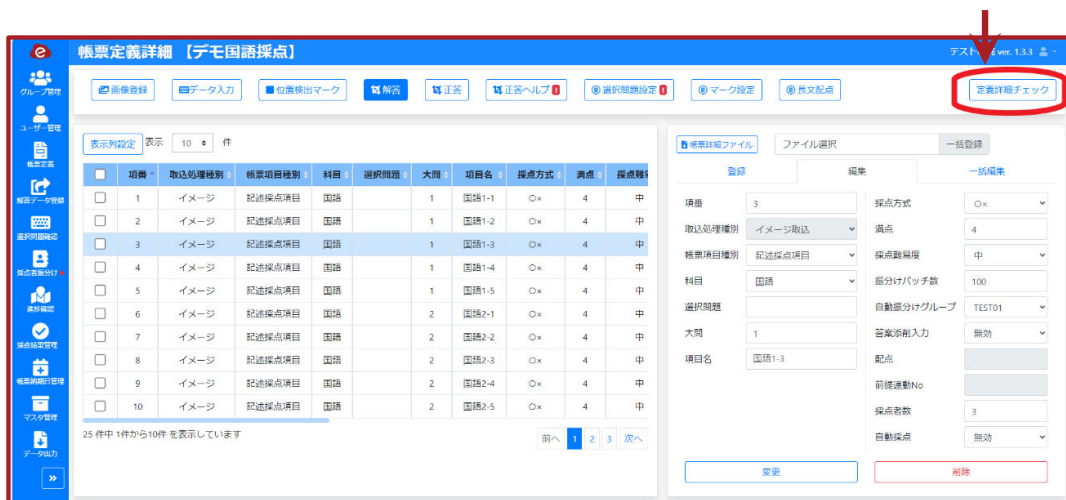 帳票定義詳細 【デモ国語採点】
テスト ver. 1.3.3
グループ管理
ユーザー管理
帳票定義
解答データ登録
選択問題確認
採点者振分け
進捗確認
採点結果管理
帳票納期日管理
マスタ管理
データ出力
»
画像登録 データ入力 位置検出マーク 解答 正答 正答ヘルプ 選択問題設定 マーク設定 長文配点 定義詳細チェック
表示列設定 表示 10 件
項番 取込処理種別 帳票項目種別 科目 選択問題 大問 項目名 採点方式 満点 採点難易
1 イメージ 記述採点項目 国語 1 国語1-1 ○× 4 中
2 イメージ 記述採点項目 国語 1 国語1-2 ○× 4 中
3 イメージ 記述採点項目 国語 1 国語1-3 ○× 4 中
4 イメージ 記述採点項目 国語 1 国語1-4 ○× 4 中
5 イメージ 記述採点項目 国語 1 国語1-5 ○× 4 中
6 イメージ 記述採点項目 国語 2 国語2-1 ○× 4 中
7 イメージ 記述採点項目 国語 2 国語2-2 ○× 4 中
8 イメージ 記述採点項目 国語 2 国語2-3 ○× 4 中
9 イメージ 記述採点項目 国語 2 国語2-4 ○× 4 中
10 イメージ 記述採点項目 国語 2 国語2-5 ○× 4 中
25 件中 1件から10件 を表示しています
前へ 1 2 3 次へ
帳票詳細ファイル ファイル選択 一括登録
登録 編集 一括編集
項番 3 採点方式 ○×
取込処理種別 イメージ取込 満点 4
帳票項目種別 記述採点項目 採点難易度 中
科目 国語 振分けバッチ数 100
選択問題 自動振分けグループ TEST01
大問 1 答案添削入力 無効
項目名 国語1-3 配点
前提連動No
採点者数 3
自動採点 無効
変更 削除